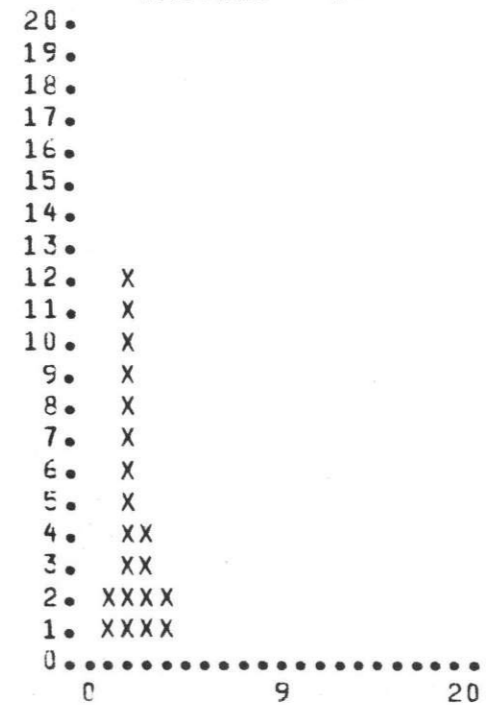 20.
19.
18.
17.
16.
15.
14.
13.
12.  X
11.  X
10.  X
9.  X
8.  X
7.  X
6.  X
5.  X
4.  XX
3.  XX
2. XXXX
1. XXXX
0......................
0 9 20